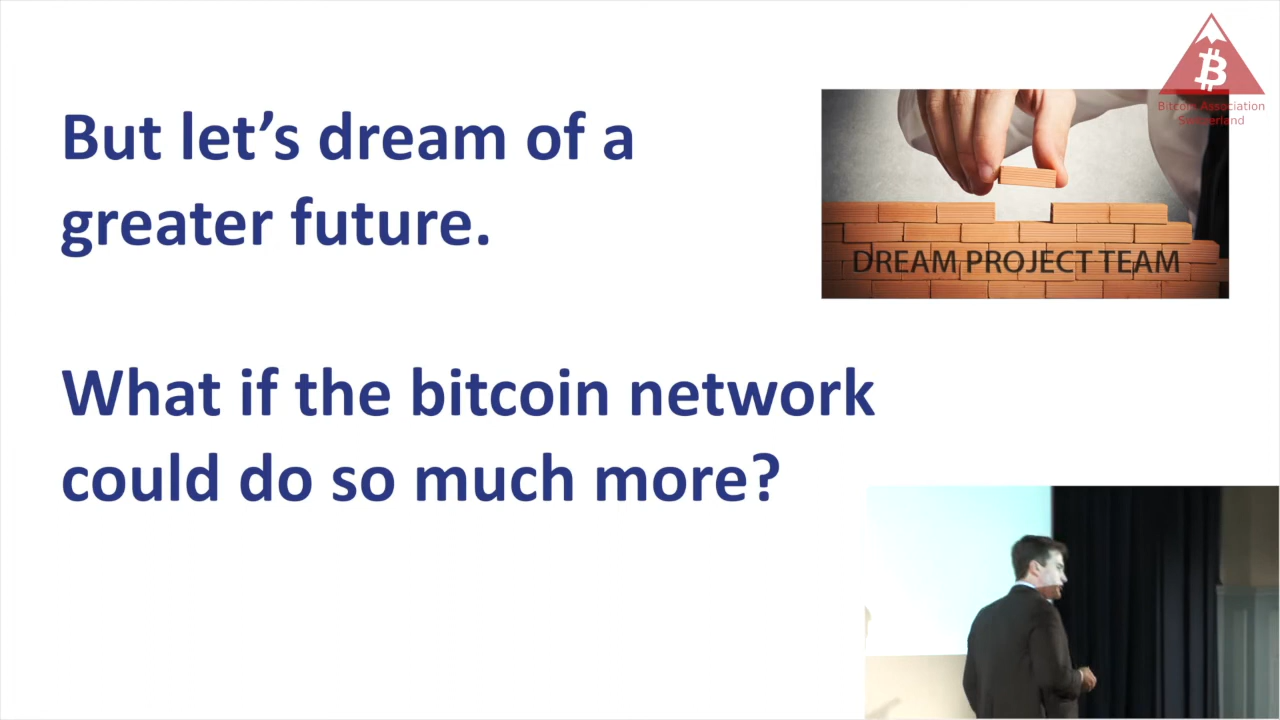 But let’s dream of a
greater future.
DREAM PROJECT TEAM
What if the bitcoin network
could do so much more?
Bitcoin Association
Switzerland